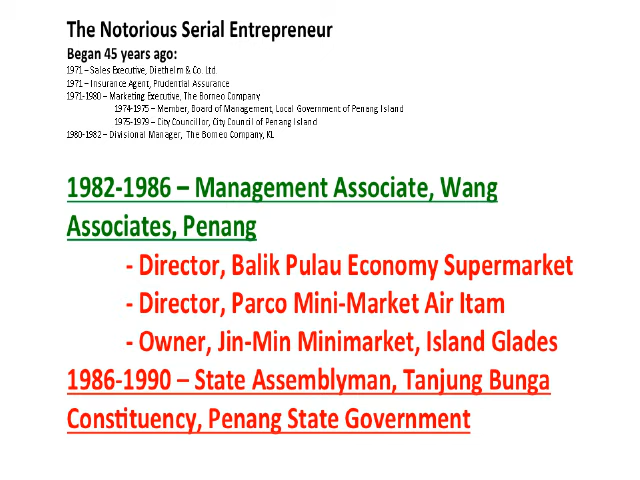 The Notorious Serial Entrepreneur
Began 45 years ago:
1971 – Sales Executive, Diethelm & Co. Ltd.
1971 – Insurance Agent, Prudential Assurance
1971-1980 – Marketing Executive, The Borneo Company
1974-1975 – Member, Board of Management, Local Government of Penang Island
1975-1979 – City Councillor, City Council of Penang Island
1980-1982 – Divisional Manager, The Borneo Company, KL
1982-1986 – Management Associate, Wang
Associates, Penang
- Director, Balik Pulau Economy Supermarket
- Director, Parco Mini-Market Air Itam
- Owner, Jin-Min Minimarket, Island Glades
1986-1990 – State Assemblyman, Tanjung Bunga
Constituency, Penang State Government